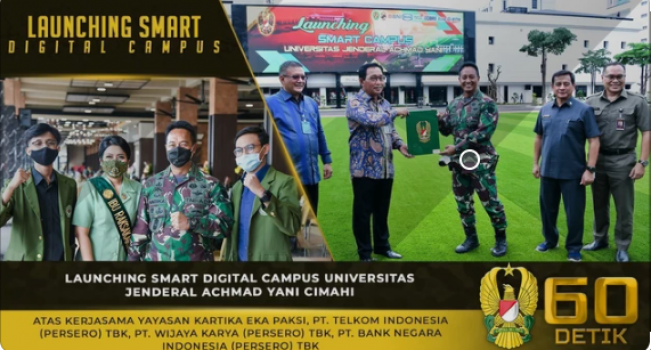 LAUNCHING SMART
DIGITAL CAMPUS
Launching
SMART CAMPUS
UNIVERSITAS JENDERAL ACHMAD YANI
LAUNCHING SMART DIGITAL CAMPUS UNIVERSITAS
JENDERAL ACHMAD YANI CIMAHI
ATAS KERJASAMA YAYASAN KARTIKA EKA PAKSI, PT. TELKOM INDONESIA
(PERSERO) TBK, PT. WIJAYA KARYA (PERSERO) TBK, PT. BANK NEGARA
INDONESIA (PERSERO) TBK
60
DETIK